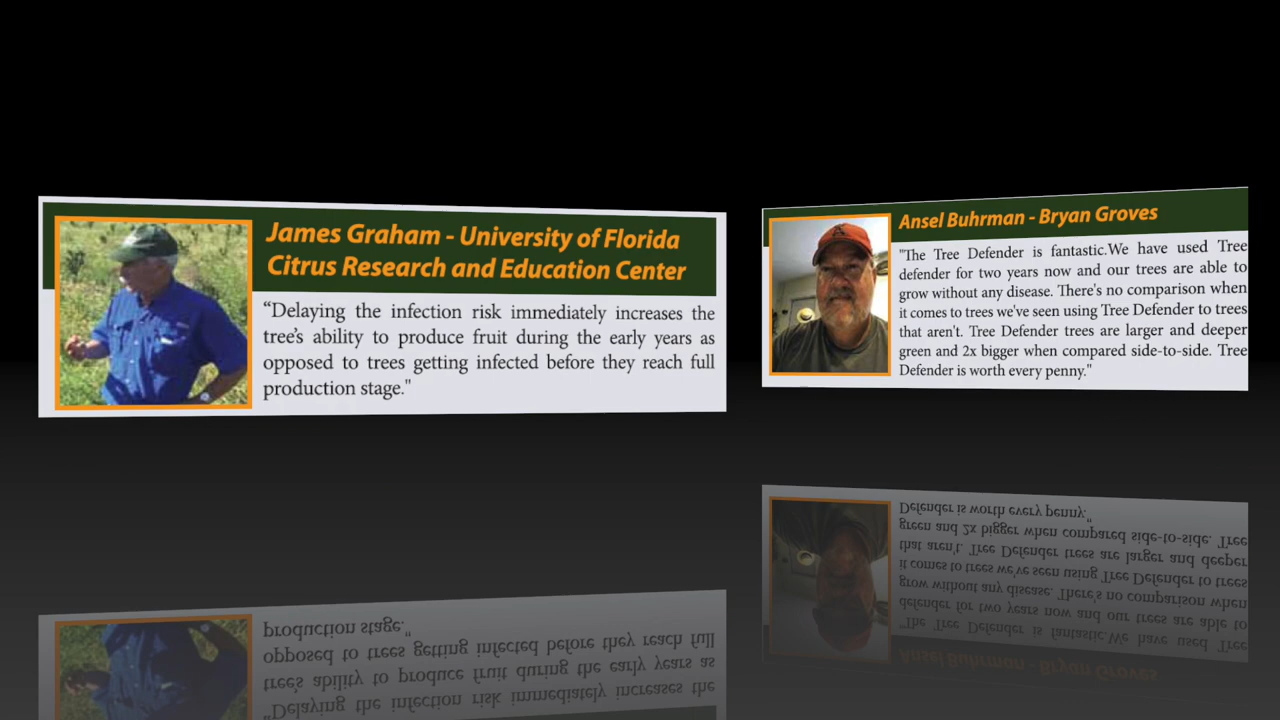 James Graham - University of Florida
Citrus Research and Education Center
“Delaying the infection risk immediately increases the
tree's ability to produce fruit during the early years as
opposed to trees getting infected before they reach full
production stage."
Ansel Buhrman - Bryan Groves
"The Tree Defender is fantastic.We have used Tree
defender for two years now and our trees are able to
grow without any disease. There's no comparison when
it comes to trees we've seen using Tree Defender to trees
that aren't. Tree Defender trees are larger and deeper
green and 2x bigger when compared side-to-side. Tree
Defender is worth every penny."